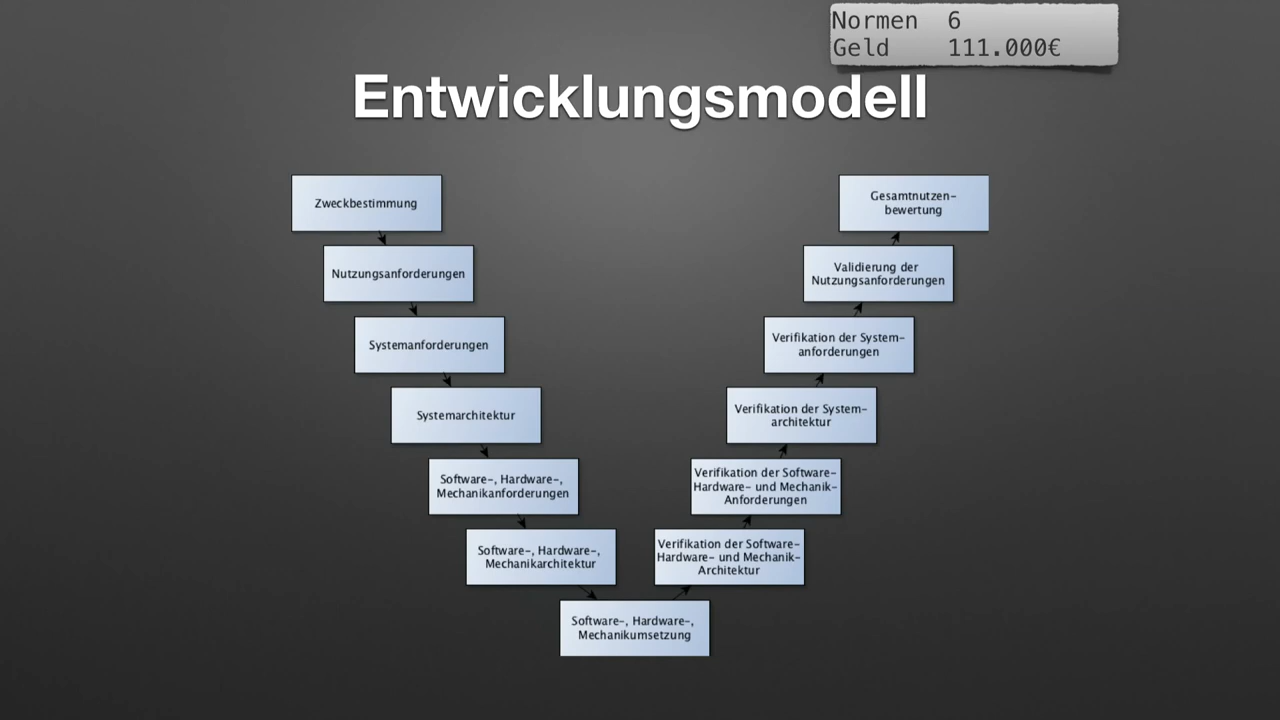 Normen 6
Geld 111.000€
Entwicklungsmodell
Zweckbestimmung
Nutzungsanforderungen
Systemanforderungen
Systemarchitektur
Software-, Hardware-,
Mechanikanforderungen
Software-, Hardware-,
Mechanikarchitektur
Software-, Hardware-,
Mechanikumsetzung
Verifikation der Software-
Hardware- und Mechanik-
Architektur
Verifikation der Software-
Hardware- und Mechanik-
Anforderungen
Verifikation der System-
architektur
Verifikation der System-
anforderungen
Validierung der
Nutzungsanforderungen
Gesamtnutzen-
bewertung